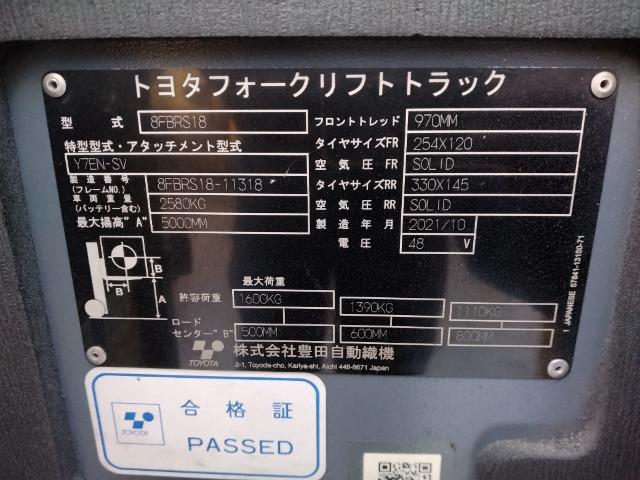 トヨタフォークリフトトラック
型式 8FBRS18
フロントトレッド 970MM
特型型式・アタッチメント型式
Y7EN-SV
タイヤサイズFR 254X120
空気圧FR SOLID
製造番号 (フレームNO.) 8FBRS18-11318
タイヤサイズRR 330X145
車両重量 (バッテリー含む) 2580KG
空気圧RR SOLID
最大揚高"A" 5000MM
製造年月 2021/10
電圧 48 V
B
B
A
最大荷重
許容荷重 1600KG 1390KG 1110KG
ロード
センター"B" 500MM 600MM 800MM
TOYOTA 株式会社豊田自動織機
2-1, Toyoda-cho, Kariya-shi, Aichi 448-8671 Japan
1 JAPANESE 57841-13150-71
TOYOTA
合格証
PASSED